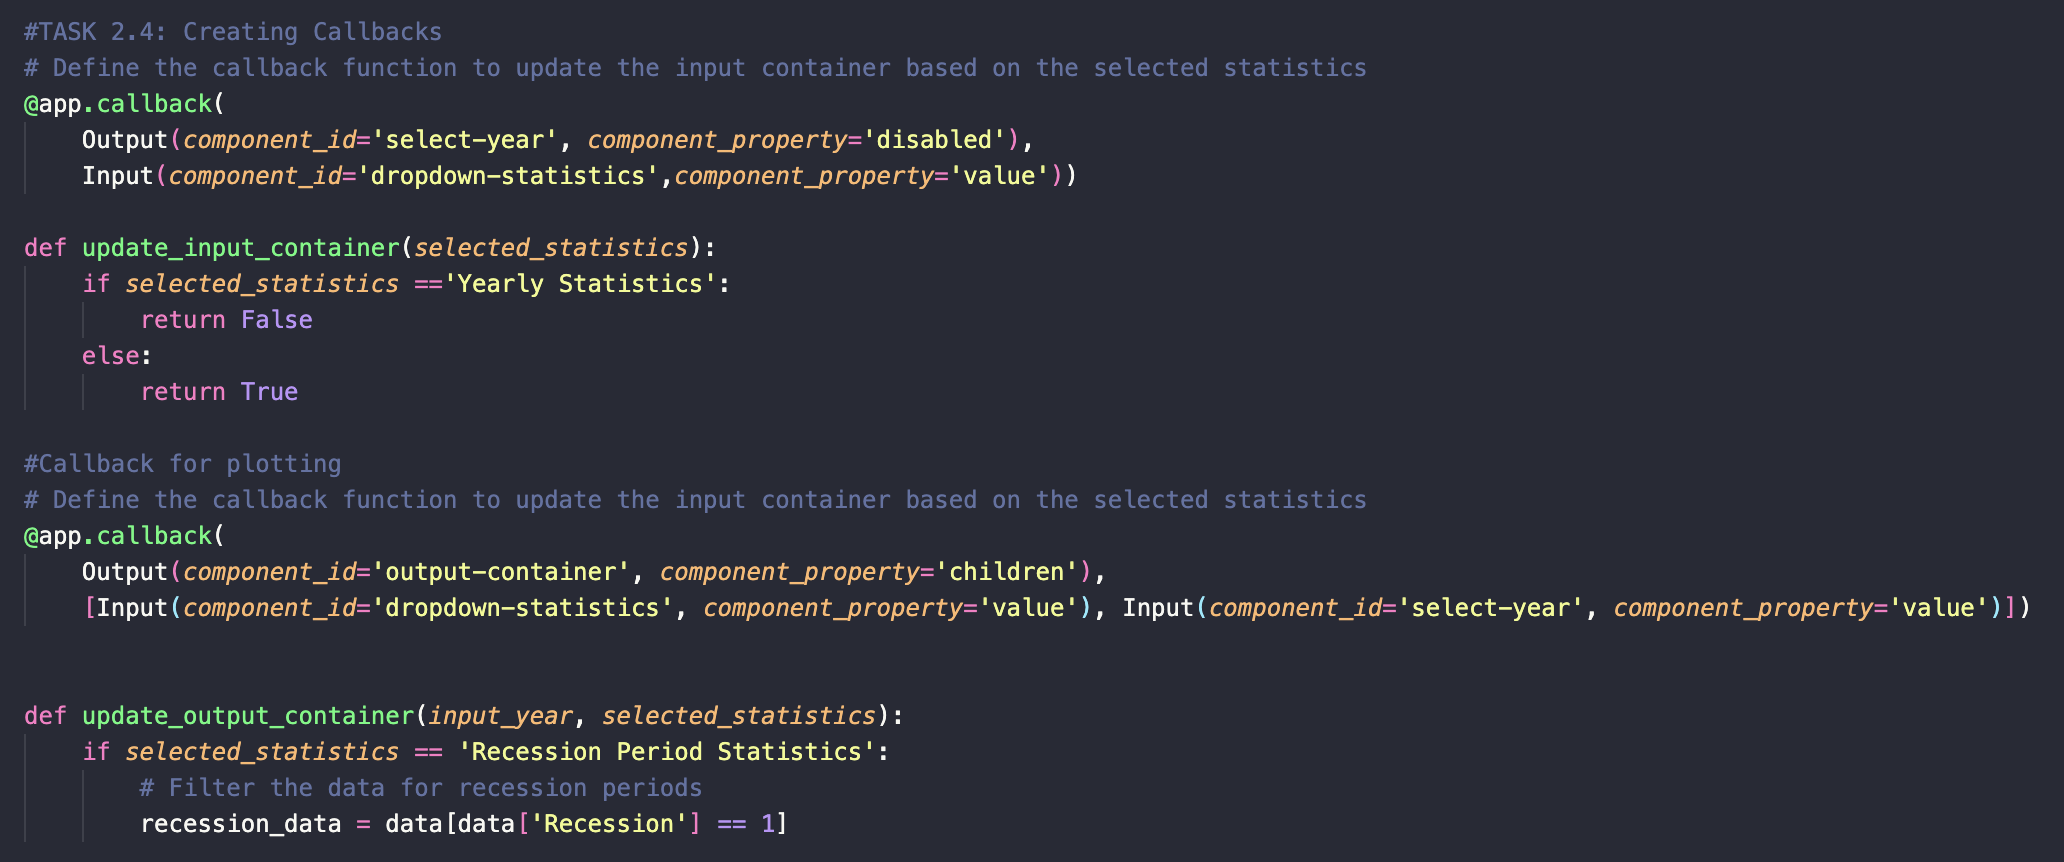 #TASK 2.4: Creating Callbacks
# Define the callback function to update the input container based on the selected statistics
@app.callback(
    Output(component_id='select-year', component_property='disabled'),
    Input(component_id='dropdown-statistics',component_property='value'))
def update_input_container(selected_statistics):
    if selected_statistics =='Yearly Statistics':
        return False
    else:
        return True
#Callback for plotting
# Define the callback function to update the input container based on the selected statistics
@app.callback(
    Output(component_id='output-container', component_property='children'),
    [Input(component_id='dropdown-statistics', component_property='value'), Input(component_id='select-year', component_property='value')])
def update_output_container(input_year, selected_statistics):
    if selected_statistics == 'Recession Period Statistics':
        # Filter the data for recession periods
        recession_data = data[data['Recession'] == 1]